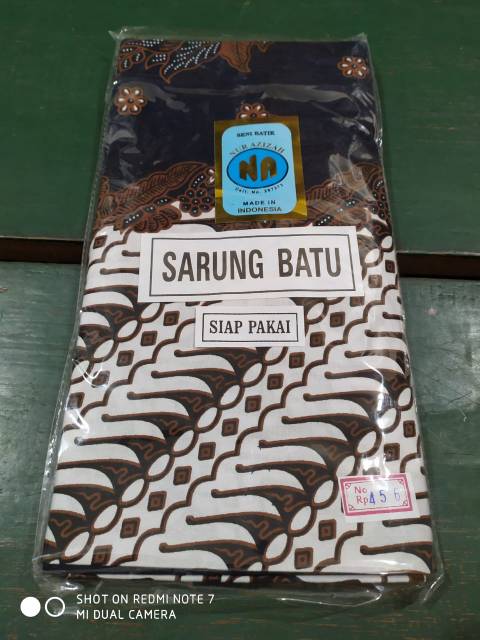 SENI BATIK
NUR AZIZAH
NA
MADE IN
INDONESIA
SARUNG BATU
SIAP PAKAI
No
Rp 456
SHOT ON REDMI NOTE 7
MI DUAL CAMERA